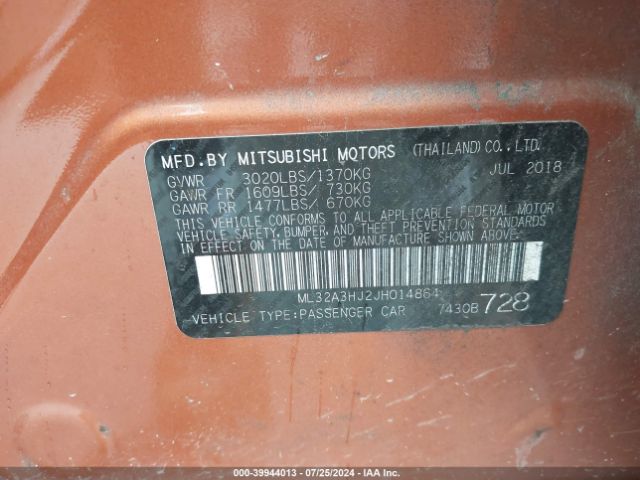 MFD.BY MITSUBISHI MOTORS (THAILAND)CO.,LTD.
GVWR 3020LBS/1370KG JUL 2018
GAWR FR 1609LBS/ 730KG
GAWR RR 1477LBS/ 670KG
THIS VEHICLE CONFORMS TO ALL APPLICABLE FEDERAL MOTOR
VEHICLE SAFETY, BUMPER, AND THEFT PREVENTION STANDARDS
IN EFFECT ON THE DATE OF MANUFACTURE SHOWN ABOVE.
ML32A3HJ2JH014864
VEHICLE TYPE:PASSENGER CAR 7430B 728
000-39944013 - 07/25/2024 - IAA Inc.